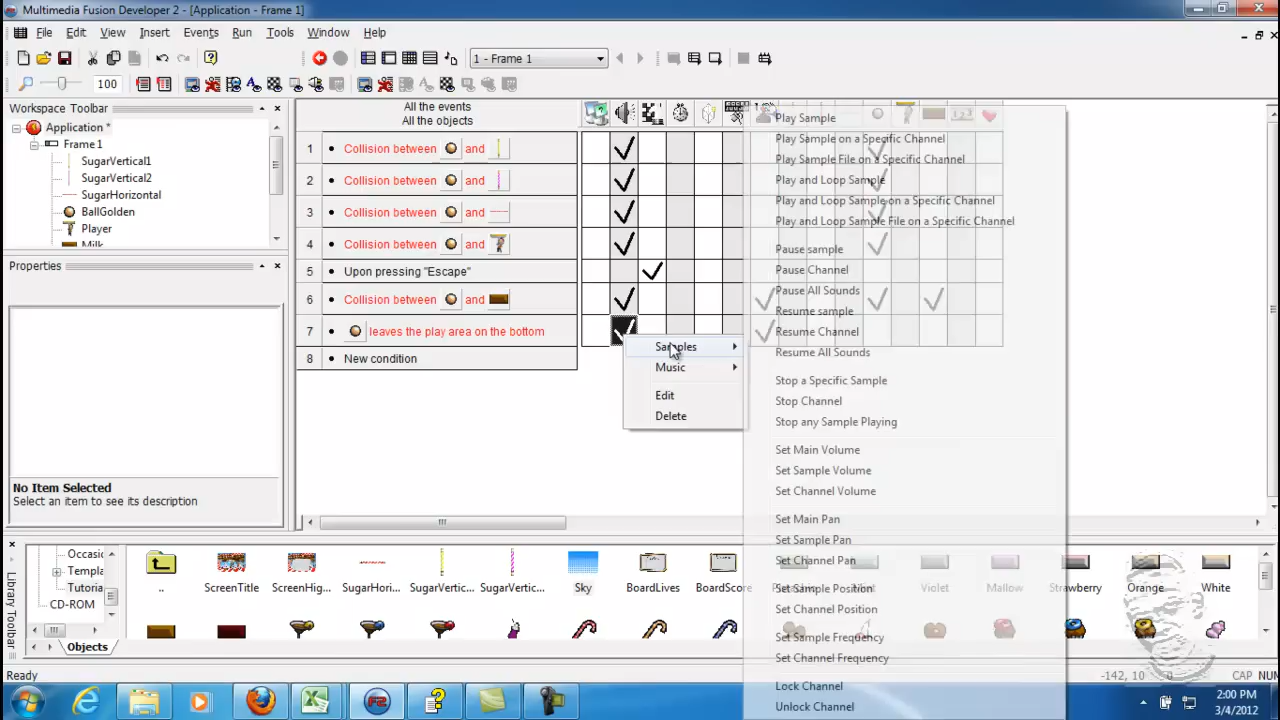 Multimedia Fusion Developer 2 - [Application - Frame 1]
File Edit View Insert Events Run Tools Window Help
1 - Frame 1
100
Workspace Toolbar
Application *
Frame 1
SugarVertical1
SugarVertical2
SugarHorizontal
BallGolden
Player
Milk
Properties
No Item Selected
Select an item to see its description
All the events
All the objects
1 • Collision between and
2 • Collision between and
3 • Collision between and
4 • Collision between and
5 • Upon pressing "Escape"
6 • Collision between and
7 • leaves the play area on the bottom
8 • New condition
Samples
Music
Edit
Delete
Play Sample
Play Sample on a Specific Channel
Play Sample File on a Specific Channel
Play and Loop Sample
Play and Loop Sample on a Specific Channel
Play and Loop Sample File on a Specific Channel
Pause sample
Pause Channel
Pause All Sounds
Resume sample
Resume Channel
Resume All Sounds
Stop a Specific Sample
Stop Channel
Stop any Sample Playing
Set Main Volume
Set Sample Volume
Set Channel Volume
Set Main Pan
Set Sample Pan
Set Channel Pan
Set Sample Position
Set Channel Position
Set Sample Frequency
Set Channel Frequency
Lock Channel
Unlock Channel
Library Toolbar
Occasi
Templa
Tutoria
CD-ROM
Objects
.. ScreenTitle ScreenHig... SugarHori... SugarVertic... SugarVertic... Sky BoardLives BoardScore Violet Mallow Strawberry Orange White
Ready
-142, 10 0 CAP NUM
2:00 PM
3/4/2012